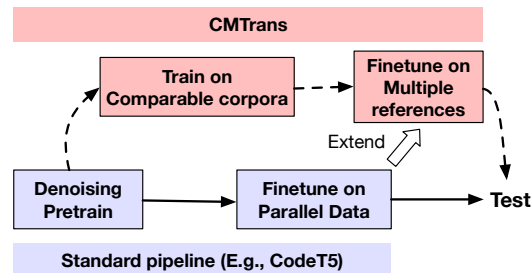 CMTrans
Train on
Comparable corpora
Finetune on
Multiple
references
Extend
Denoising
Pretrain
Finetune on
Parallel Data
Test
Standard pipeline (E.g., CodeT5)